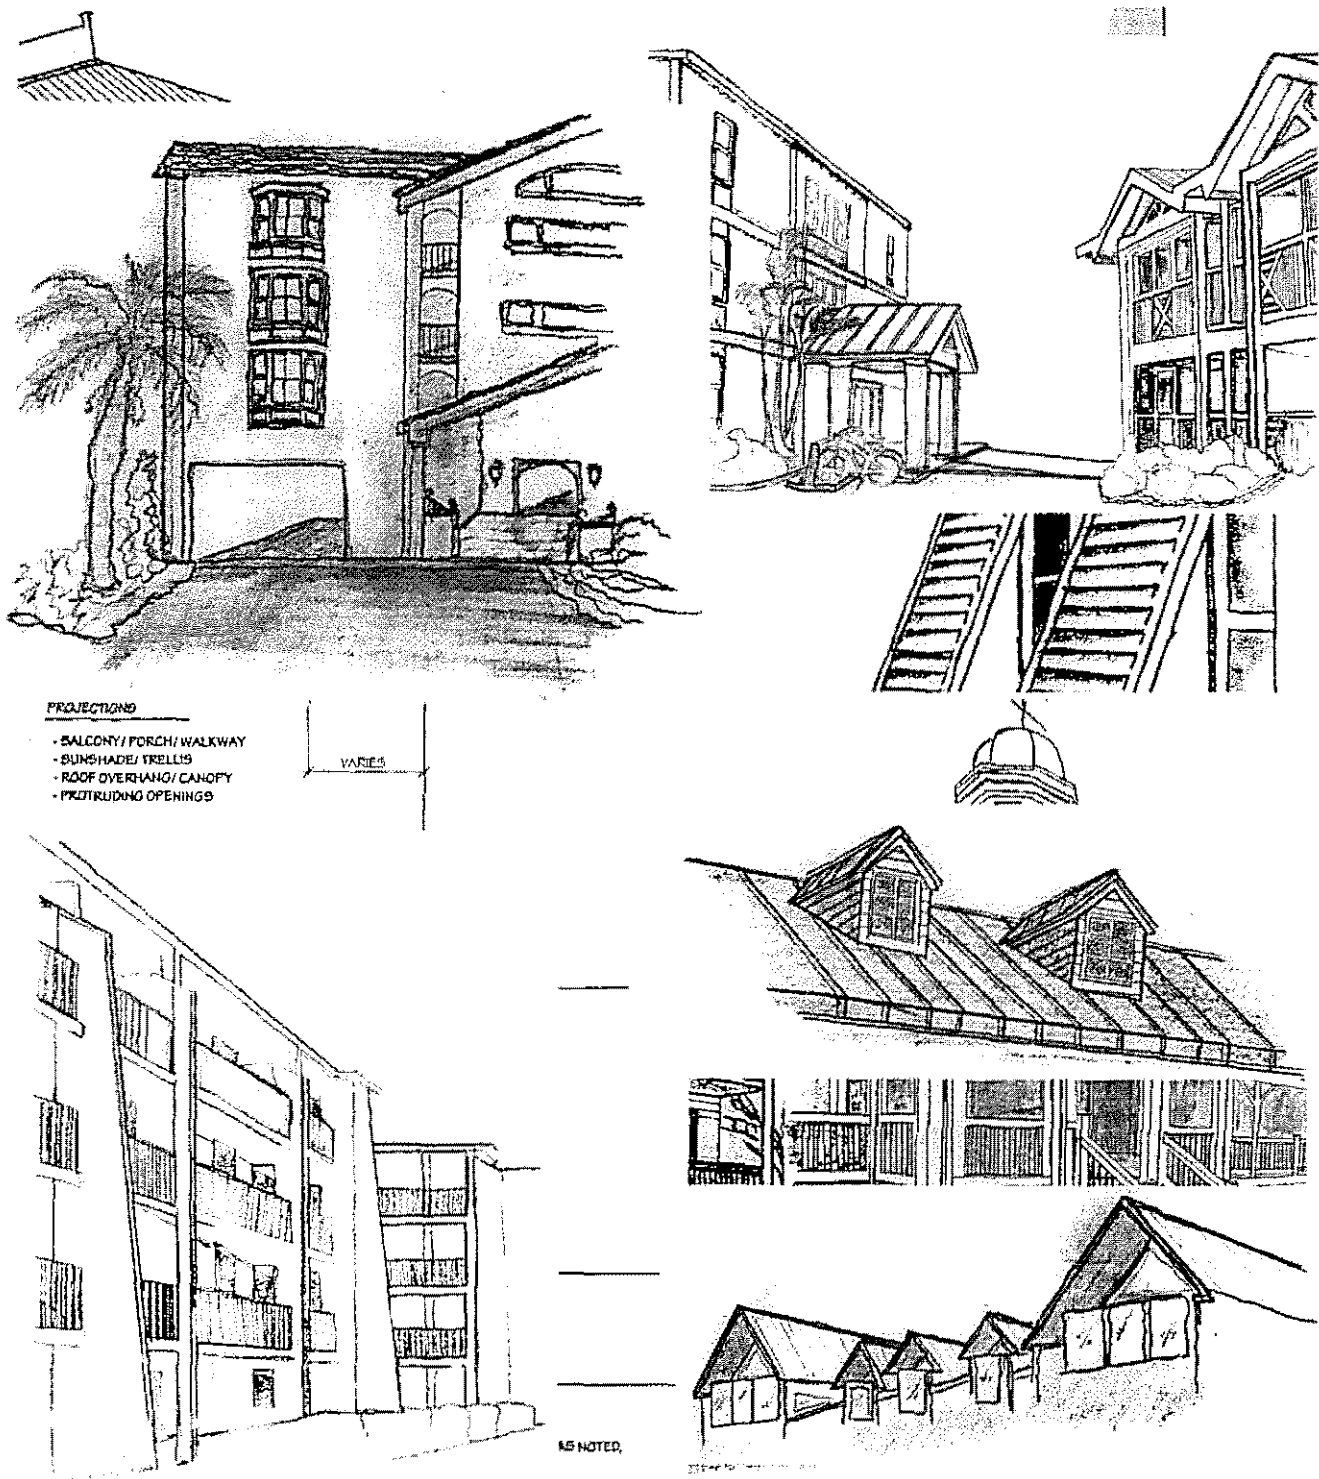 PROJECTIONS
- BALCONY/ PORCH/ WALKWAY
- SUNSHADE/ TRELLIS
- ROOF OVERHANG/ CANOPY
- PROTRUDING OPENINGS
VARIES
AS NOTED,